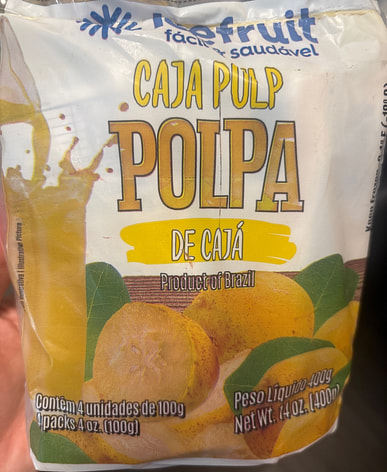 fácil + saudável
CAJA PULP
POLPA
DE CAJÁ
Product of Brazil
Contém 4 unidades de 100g
packs 4 oz. (100g)
Peso Líquido 400g
Net Wt. 14 oz. (400g)